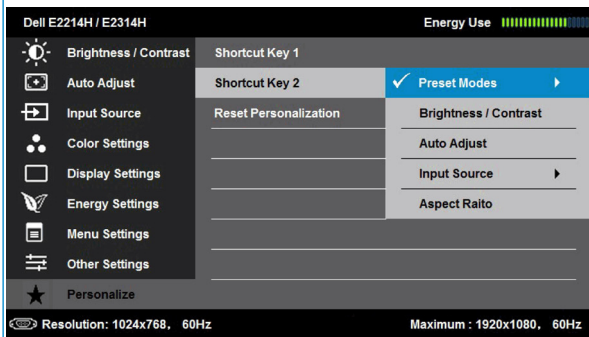 Dell E2214H / E2314H Energy Use
Brightness / Contrast Shortcut Key 1
Auto Adjust Shortcut Key 2 Preset Modes
Input Source Reset Personalization Brightness / Contrast
Color Settings Auto Adjust
Display Settings Input Source
Energy Settings Aspect Raito
Menu Settings
Other Settings
Personalize
Resolution: 1024x768, 60Hz Maximum : 1920x1080, 60Hz